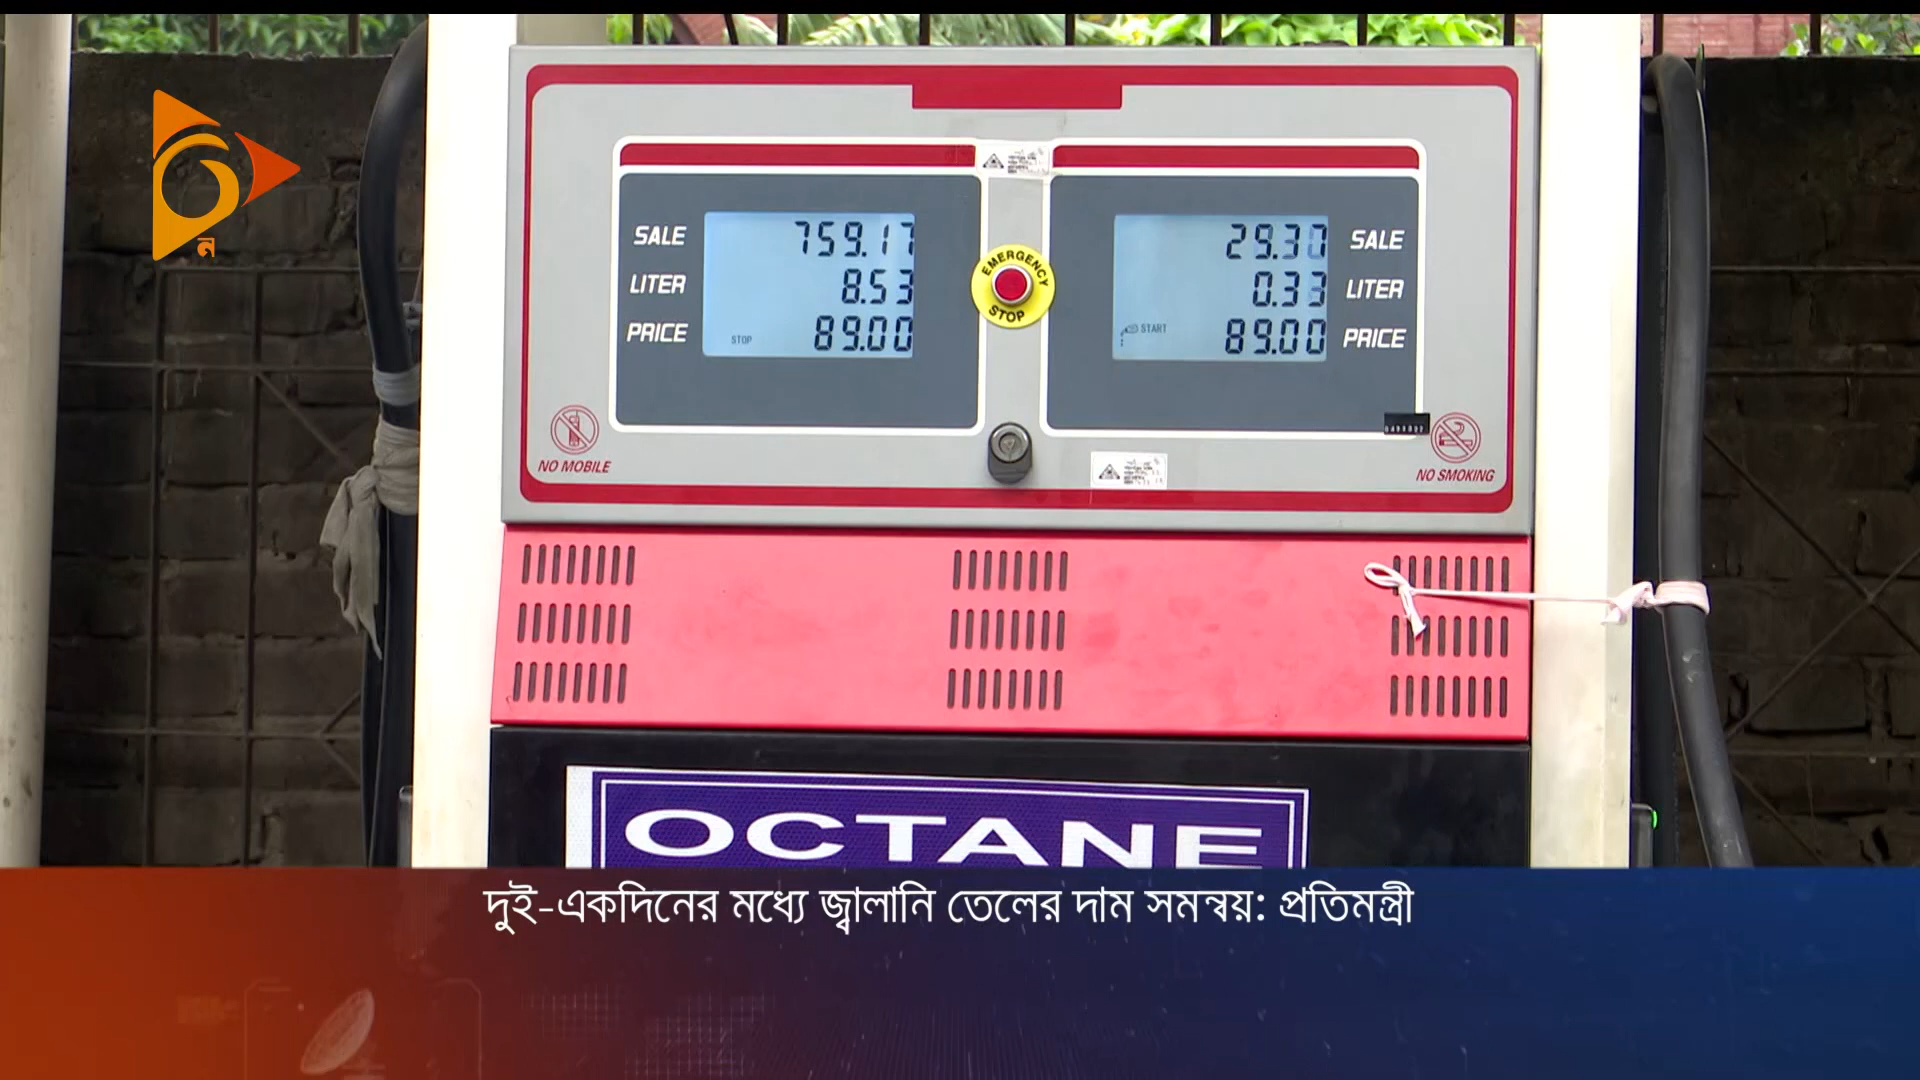 ন
SALE 759.17
LITER 8.53
PRICE 89.00
STOP
EMERGENCY
STOP
29.37 SALE
0.33 LITER
89.00 PRICE
START
NO MOBILE
NO SMOKING
OCTANE
দুই-একদিনের মধ্যে জ্বালানি তেলের দাম সমন্বয়: প্রতিমন্ত্রী